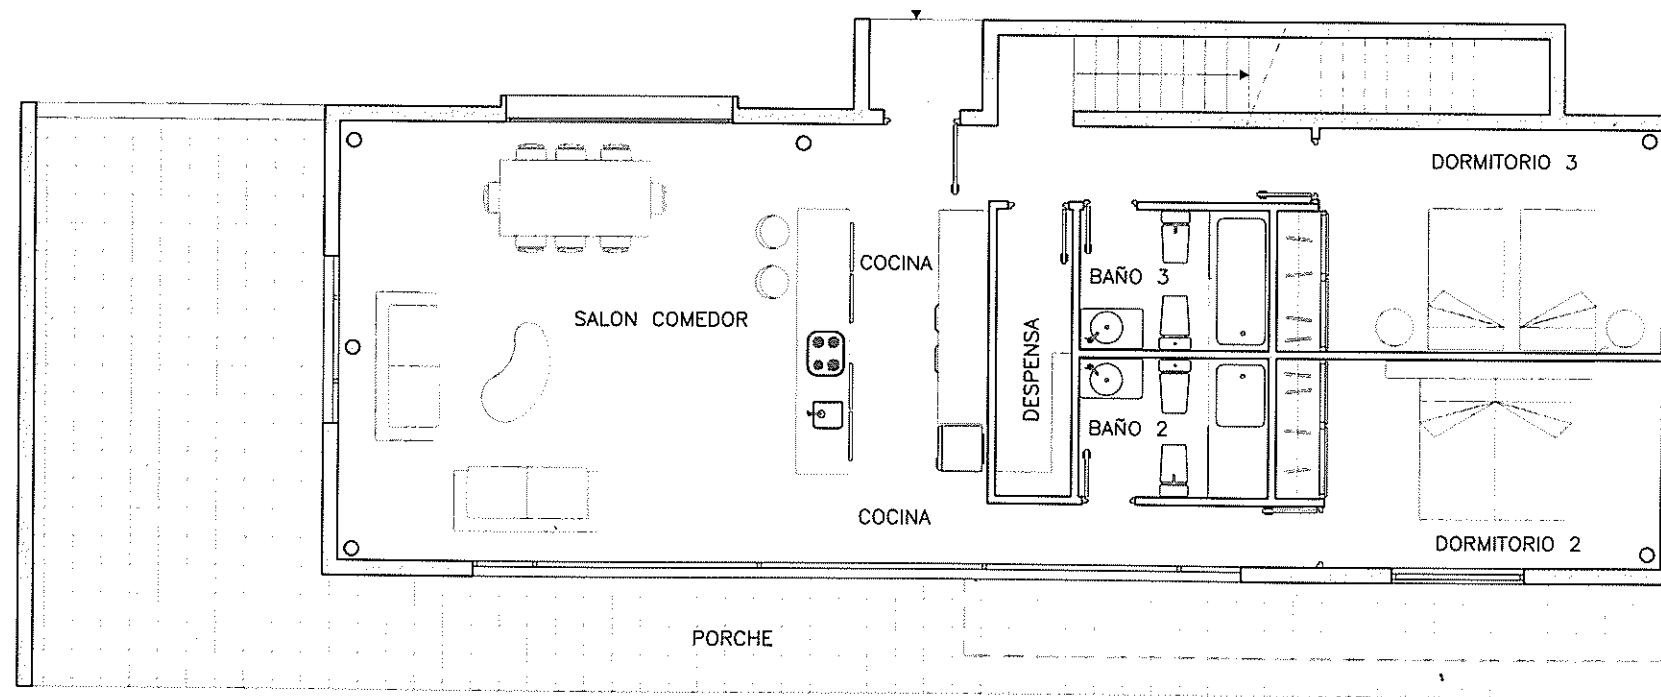 DORMITORIO 3
COCINA
BAÑO 3
SALON COMEDOR
DESPENSA
BAÑO 2
COCINA
DORMITORIO 2
PORCHE